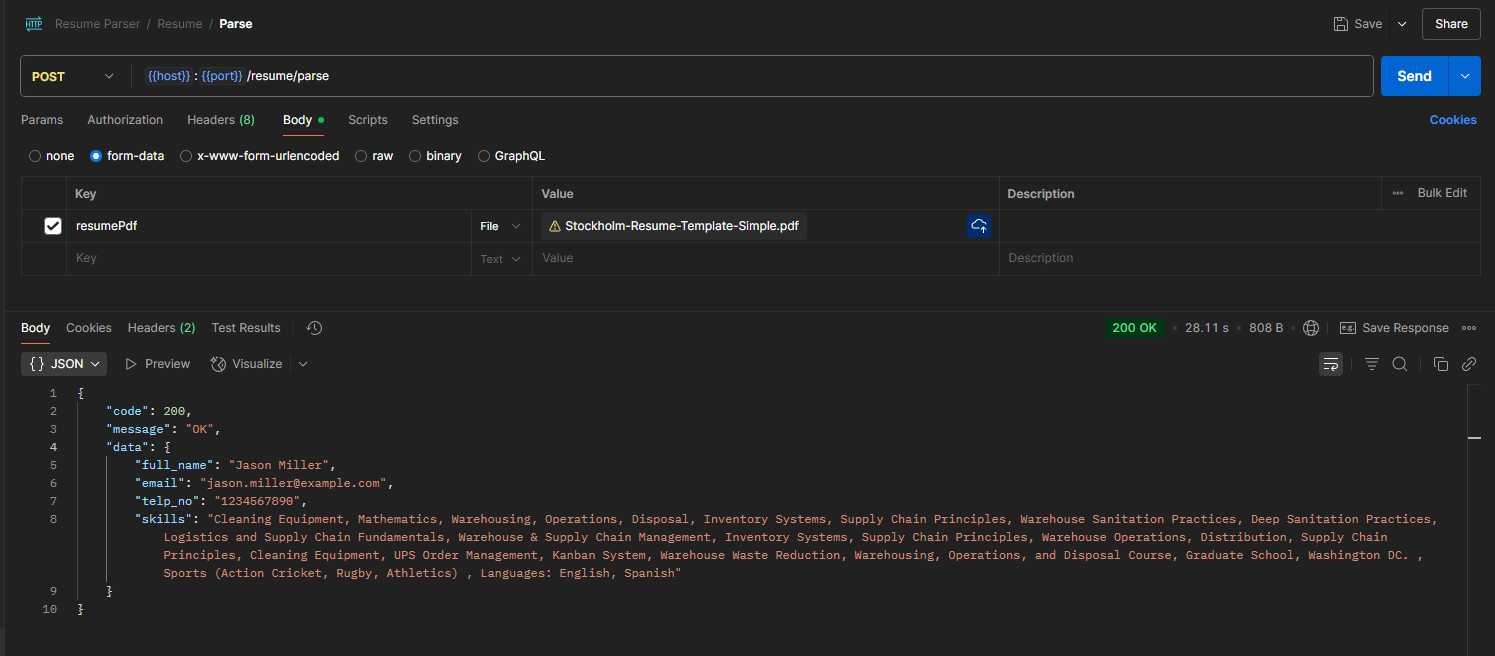 HTTP Resume Parser / Resume / Parse Save Share
POST {{host}} : {{port}} /resume/parse Send
Params Authorization Headers (8) Body Scripts Settings Cookies
none form-data x-www-form-urlencoded raw binary GraphQL
Key Value Description ••• Bulk Edit
resumePdf File Stockholm-Resume-Template-Simple.pdf
Key Text Value Description
Body Cookies Headers (2) Test Results 200 OK • 28.11 s • 808 B • e.g. Save Response •••
{} JSON Preview Visualize
1 {
2 "code": 200,
3 "message": "OK",
4 "data": {
5 "full_name": "Jason Miller",
6 "email": "jason.miller@example.com",
7 "telp_no": "1234567890",
8 "skills": "Cleaning Equipment, Mathematics, Warehousing, Operations, Disposal, Inventory Systems, Supply Chain Principles, Warehouse Sanitation Practices, Deep Sanitation Practices,
Logistics and Supply Chain Fundamentals, Warehouse & Supply Chain Management, Inventory Systems, Supply Chain Principles, Warehouse Operations, Distribution, Supply Chain
Principles, Cleaning Equipment, UPS Order Management, Kanban System, Warehouse Waste Reduction, Warehousing, Operations, and Disposal Course, Graduate School, Washington DC. ,
Sports (Action Cricket, Rugby, Athletics) , Languages: English, Spanish"
9 }
10 }